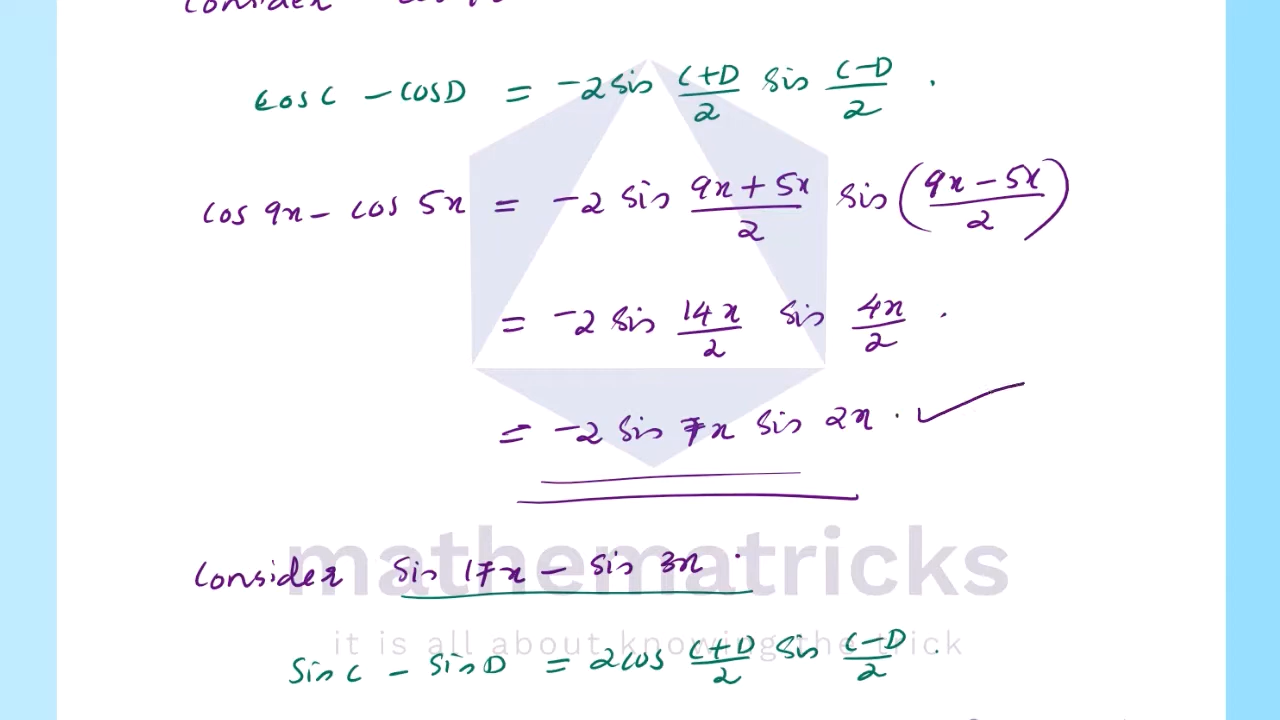 Consider
cos C - cos D = -2 sin (C+D)/2 sin (C-D)/2 .
cos 9x - cos 5x = -2 sin (9x+5x)/2 sin ((9x-5x)/2)
= -2 sin 14x/2 sin 4x/2 .
= -2 sin 7x sin 2x . ✓
mathematricks
Consider sin 17x - sin 3x .
it is all about knowing the trick
sin C - sin D = 2 cos (C+D)/2 sin (C-D)/2 .